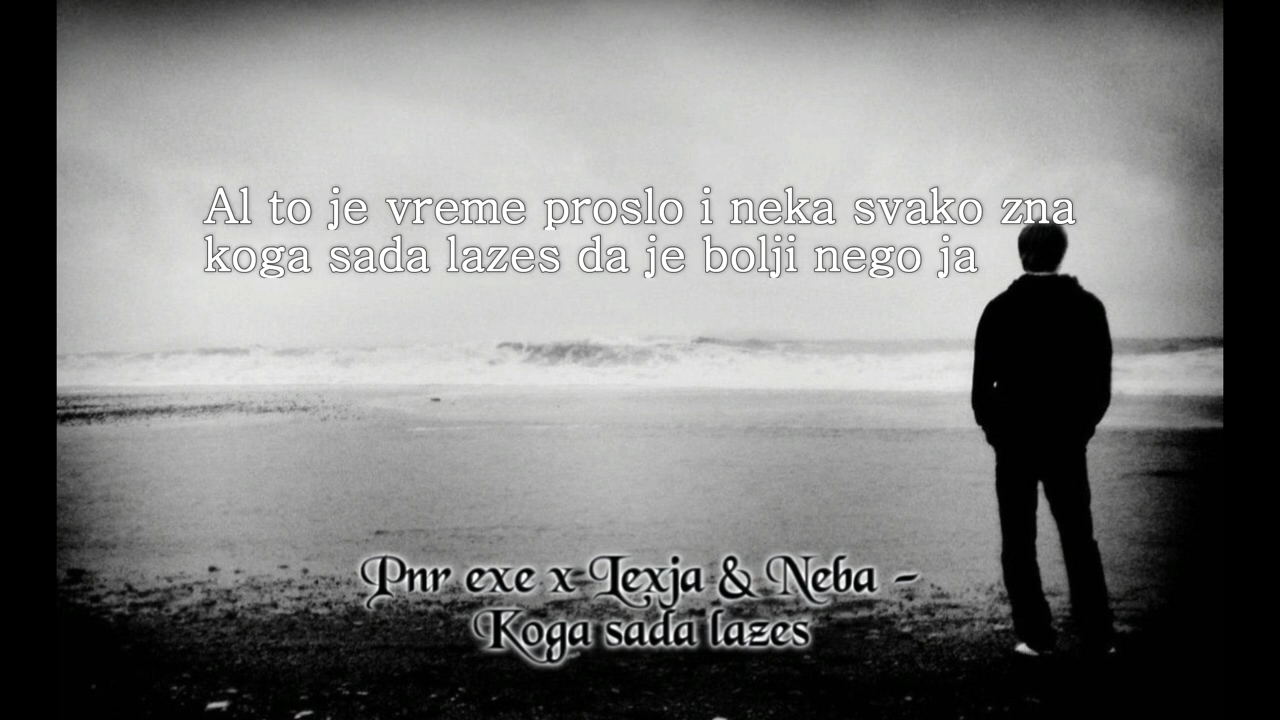 Al to je vreme proslo i neka svako zna
koga sada lazes da je bolji nego ja
Pnr exe x Lexja & Neba -
Koga sada lazes